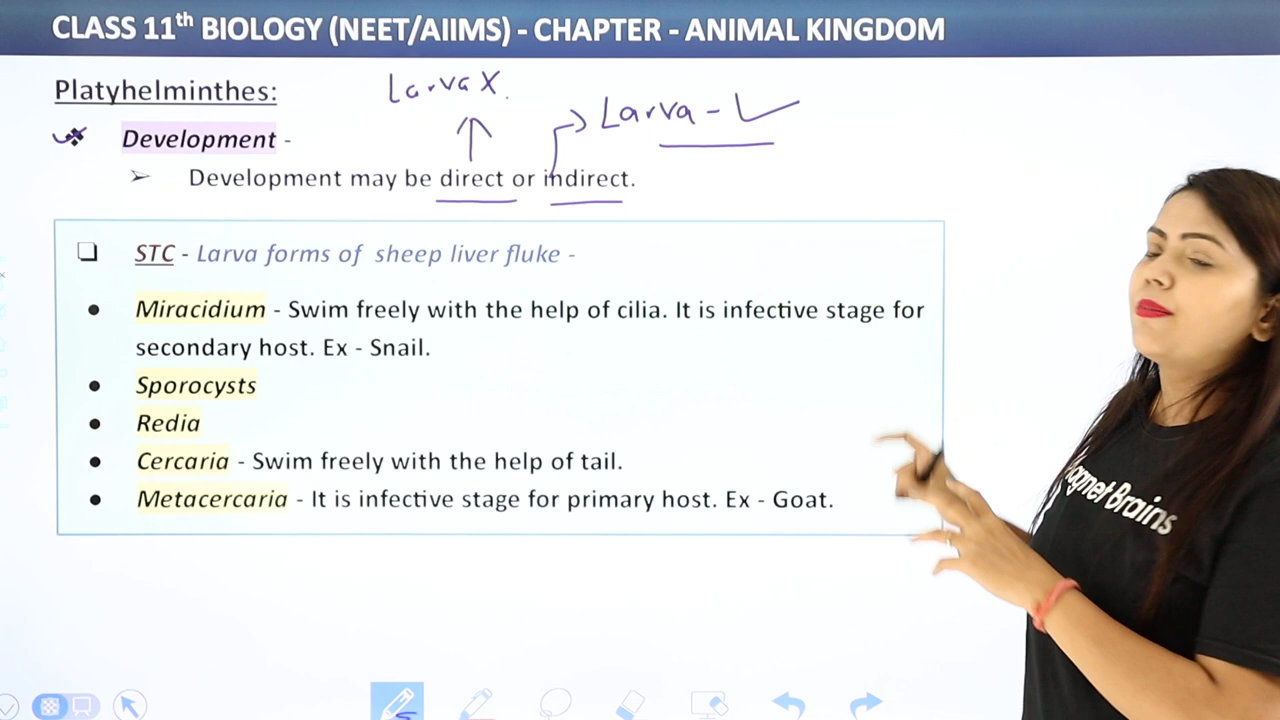 CLASS 11th BIOLOGY (NEET/AIIMS) - CHAPTER - ANIMAL KINGDOM
Platyhelminthes:
Larva X
Larva - ✓
❖ Development -
➢ Development may be direct or indirect.
❑ STC - Larva forms of sheep liver fluke -
● Miracidium - Swim freely with the help of cilia. It is infective stage for
secondary host. Ex - Snail.
● Sporocysts
● Redia
● Cercaria - Swim freely with the help of tail.
● Metacercaria - It is infective stage for primary host. Ex - Goat.
Magnet Brains